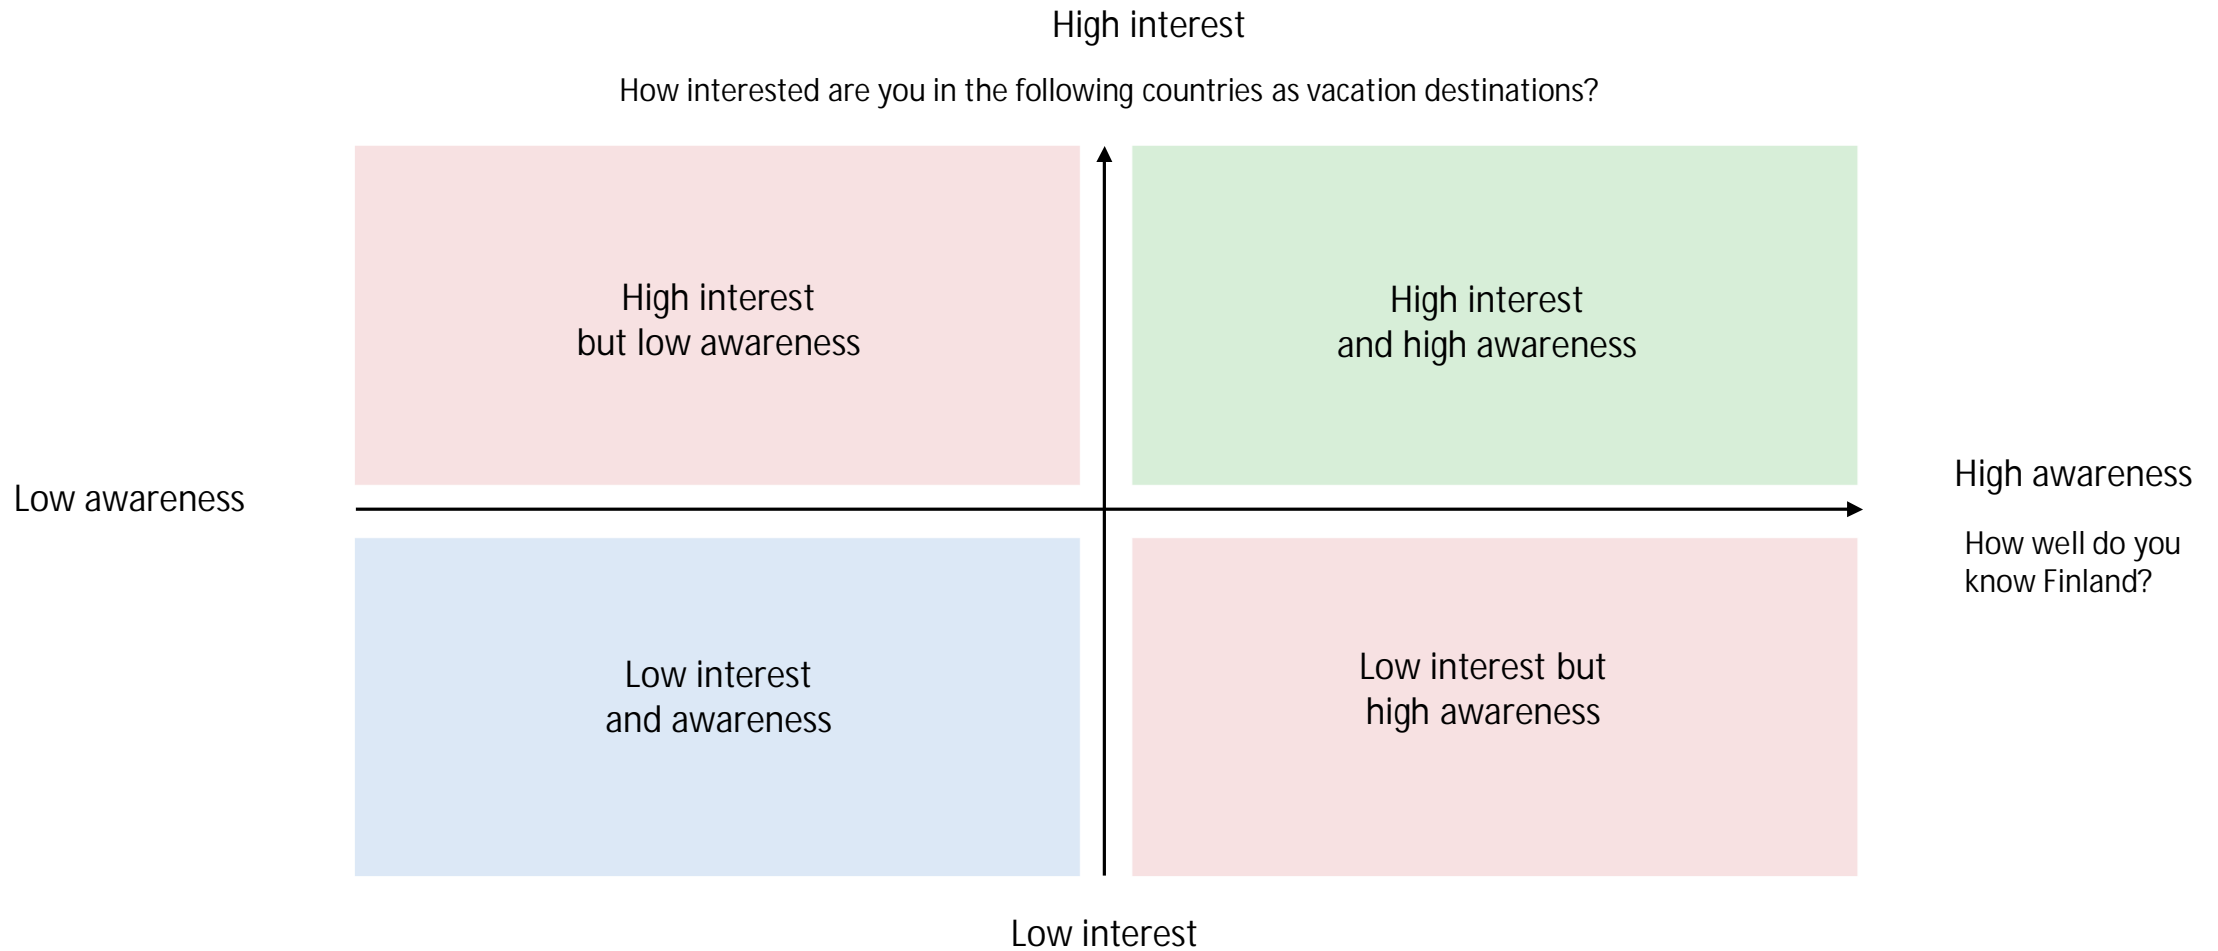 High interest
How interested are you in the following countries as vacation destinations?
High interest
but low awareness
High interest
and high awareness
Low awareness
High awareness
How well do you
know Finland?
Low interest
and awareness
Low interest but
high awareness
Low interest